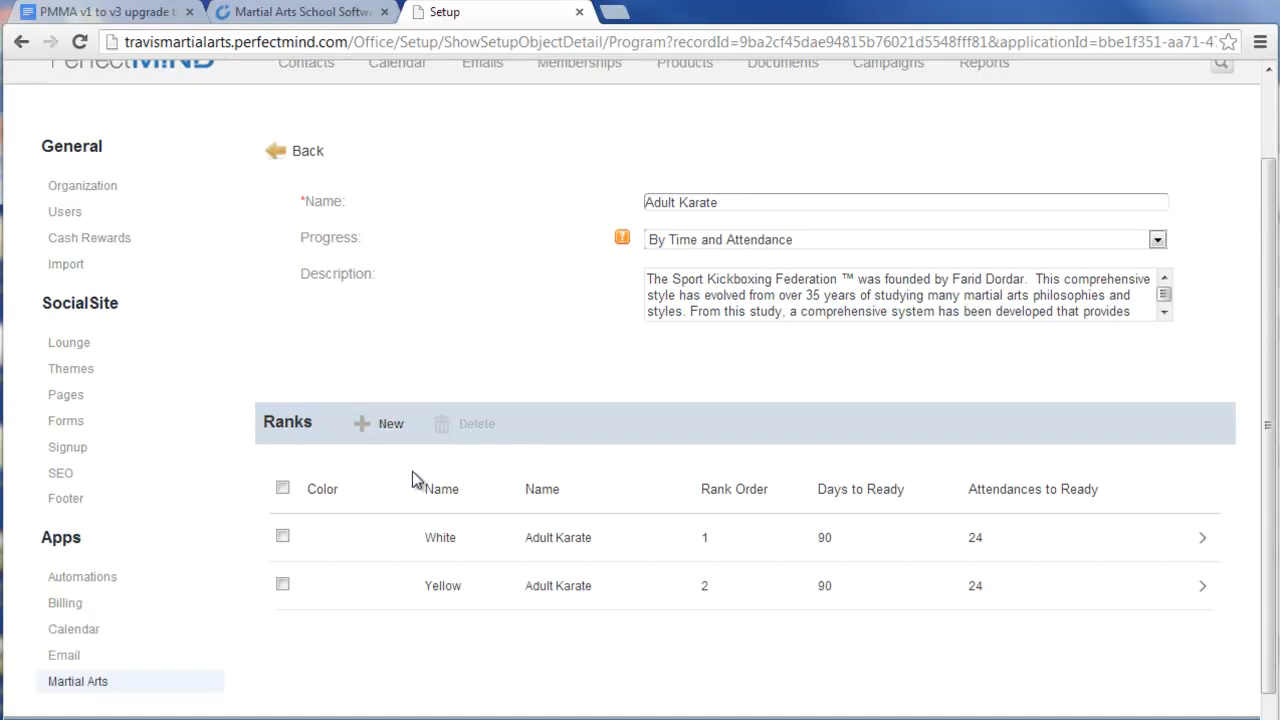 PMMA v1 to v3 upgrade t
Martial Arts School Softwa
Setup
travismartialarts.perfectmind.com/Office/Setup/ShowSetupObjectDetail/Program?recordId=9ba2cf45dae94815b76021d5548fff81&applicationId=bbe1f351-aa71-47
PerfectMIND Contacts Calendar Emails Memberships Products Documents Campaigns Reports
General
Organization
Users
Cash Rewards
Import
SocialSite
Lounge
Themes
Pages
Forms
Signup
SEO
Footer
Apps
Automations
Billing
Calendar
Email
Martial Arts
Back
*Name: Adult Karate
Progress: By Time and Attendance
Description: The Sport Kickboxing Federation ™ was founded by Farid Dordar. This comprehensive
style has evolved from over 35 years of studying many martial arts philosophies and
styles. From this study, a comprehensive system has been developed that provides
Ranks New Delete
Color Name Name Rank Order Days to Ready Attendances to Ready
White Adult Karate 1 90 24
Yellow Adult Karate 2 90 24